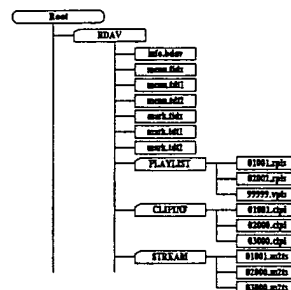 Root
BDAV
info.bdav
menu.tidx
menu.tdt1
menu.tdt2
mark.tidx
mark.tdt1
mark.tdt2
PLAYLIST
01001.rpls
02002.rpls
99999.vpls
CLIPINF
01001.clpi
02000.clpi
03000.clpi
STREAM
01001.m2ts
02000.m2ts
03000.m2ts